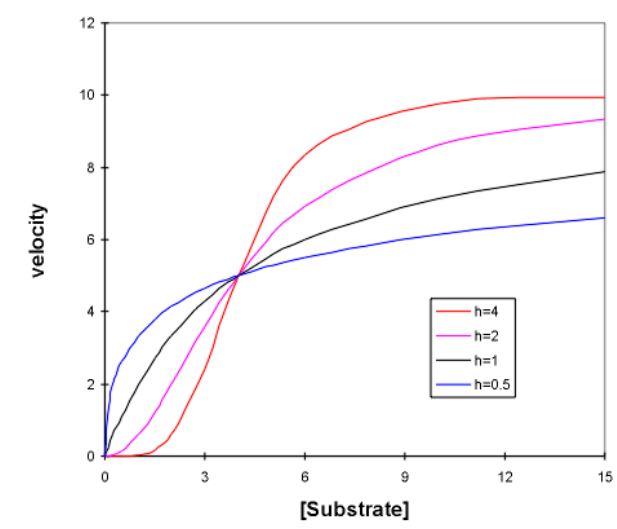 12
10
8
6
4
2
0
velocity
0 3 6 9 12 15
[Substrate]
h=4
h=2
h=1
h=0.5